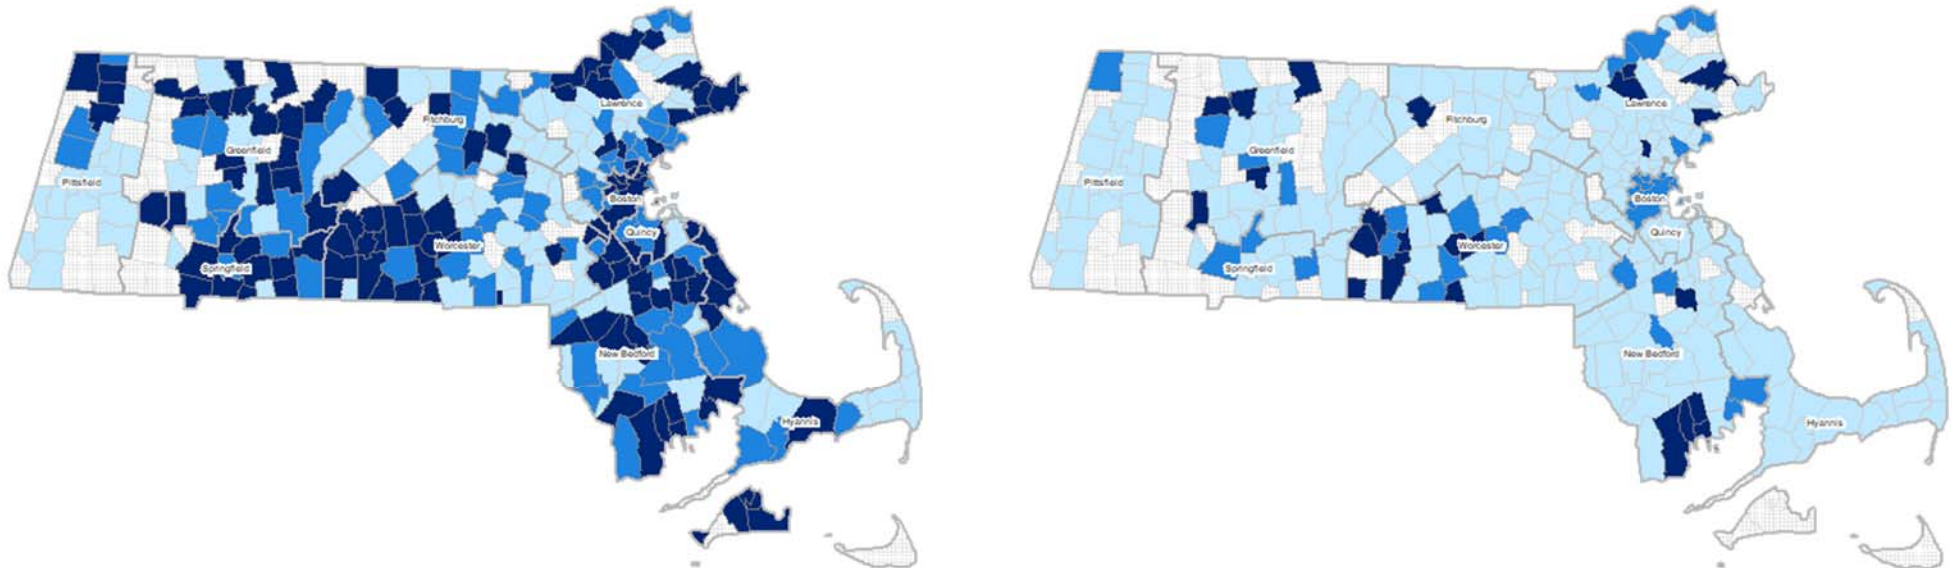 Lawrence
Fitchburg
Greenfield
Pittsfield
Boston
Quincy
Worcester
Springfield
New Bedford
Hyannis
Lawrence
Fitchburg
Greenfield
Pittsfield
Boston
Quincy
Worcester
Springfield
New Bedford
Hyannis